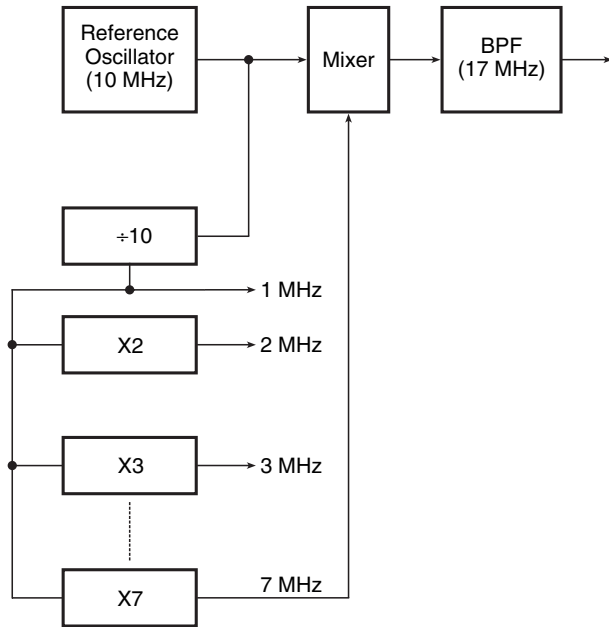 Reference
Oscillator
(10 MHz)
Mixer
BPF
(17 MHz)
÷10
1 MHz
X2
2 MHz
X3
3 MHz
X7
7 MHz